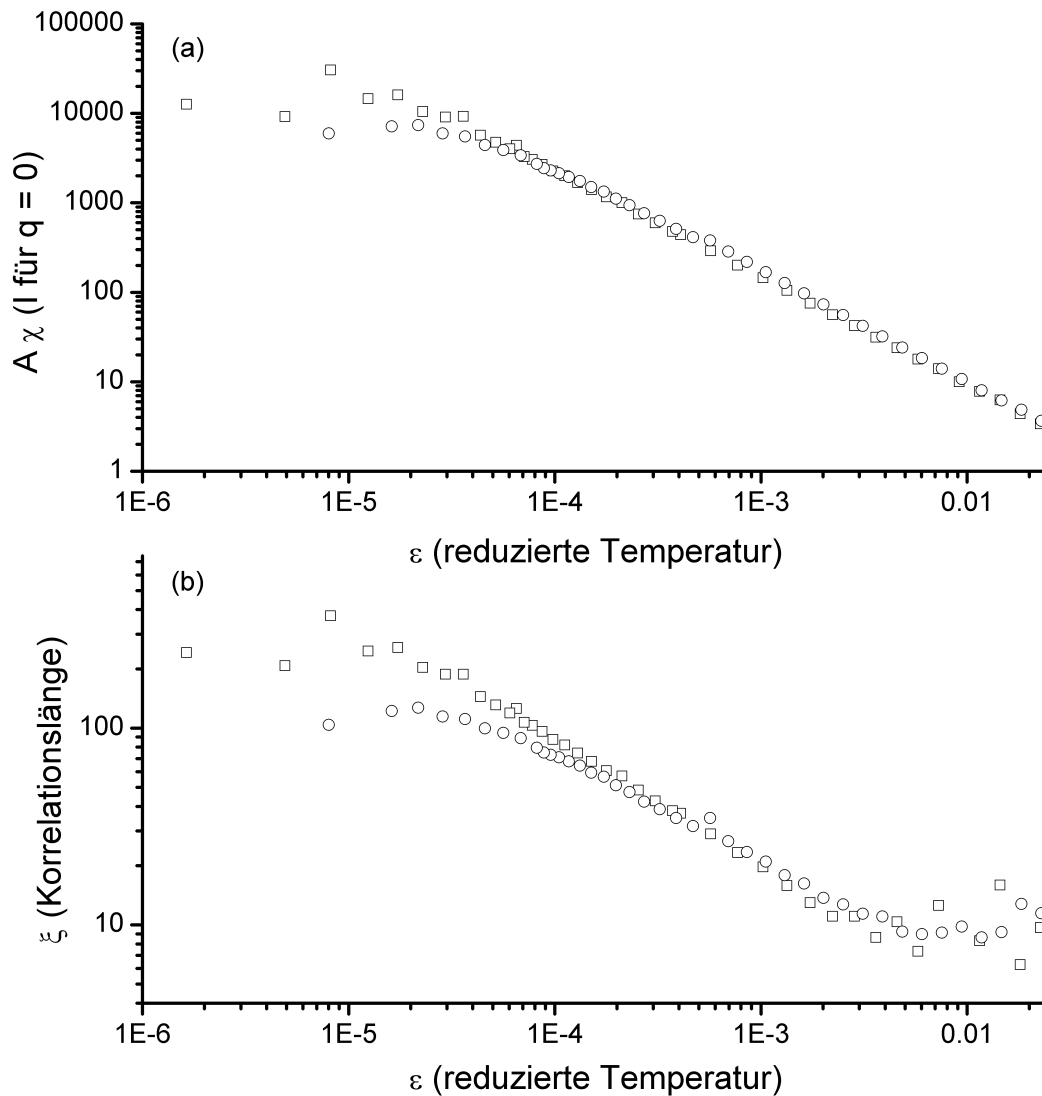 100000
(a)
10000
1000
100
10
1
A χ (I für q = 0)
1E-6 1E-5 1E-4 1E-3 0.01
ε (reduzierte Temperatur)
(b)
100
10
ξ (Korrelationslänge)
1E-6 1E-5 1E-4 1E-3 0.01
ε (reduzierte Temperatur)